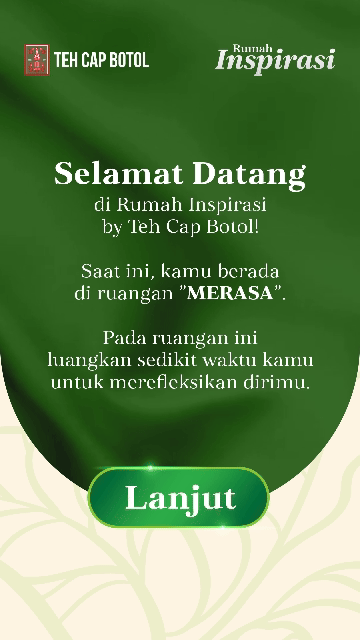 TEH CAP BOTOL
Rumah
Inspirasi
Selamat Datang
di Rumah Inspirasi
by Teh Cap Botol!
Saat ini, kamu berada
di ruangan "MERASA".
Pada ruangan ini
luangkan sedikit waktu kamu
untuk merefleksikan dirimu.
Lanjut